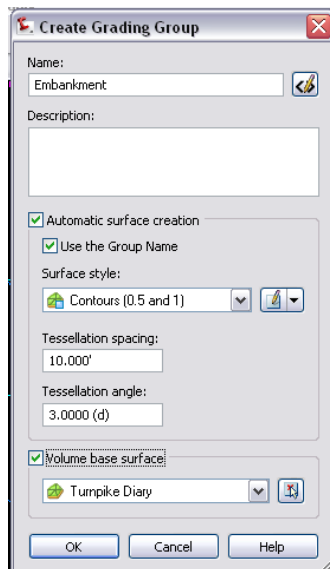 Create Grading Group
Name:
Embankment
Description:
Automatic surface creation
Use the Group Name
Surface style:
Contours (0.5 and 1)
Tessellation spacing:
10.000'
Tessellation angle:
3.0000 (d)
Volume base surface
Turnpike Diary
OK Cancel Help